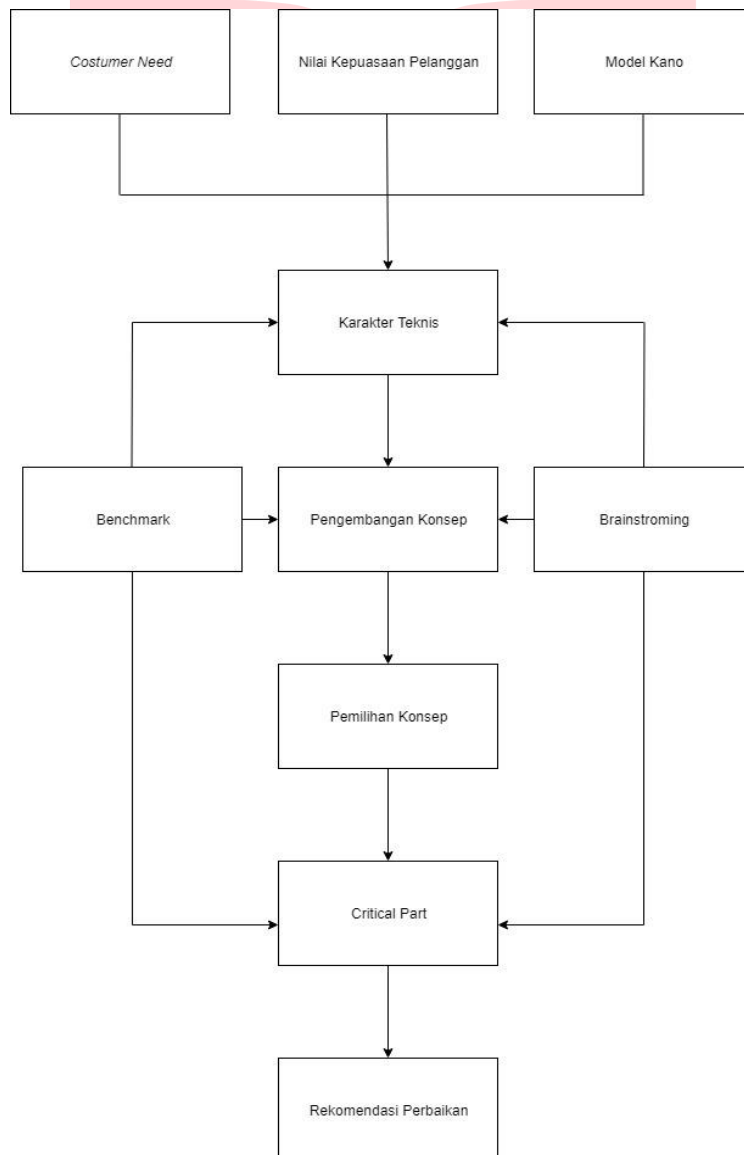 Costumer Need
Nilai Kepuasaan Pelanggan
Model Kano
Karakter Teknis
Benchmark
Pengembangan Konsep
Brainstroming
Pemilihan Konsep
Critical Part
Rekomendasi Perbaikan